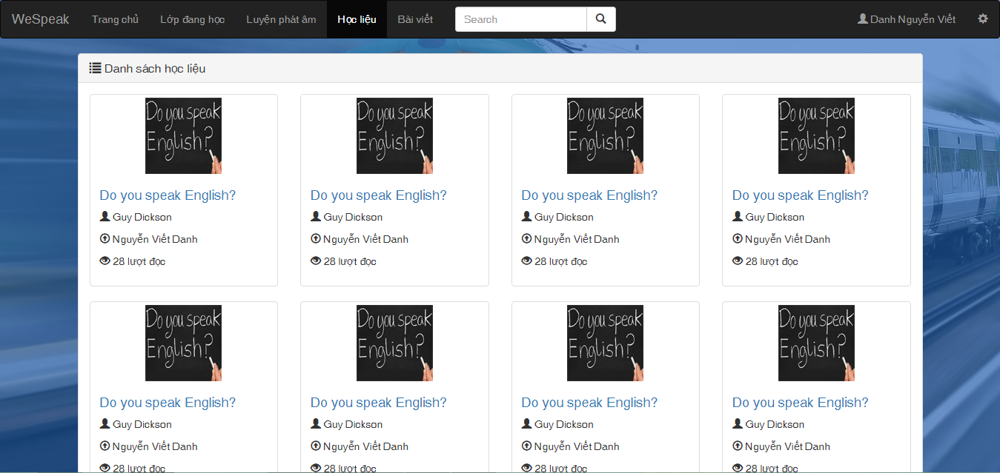 WeSpeak Trang chủ Lớp đang học Luyện phát âm Học liệu Bài viết Search Danh Nguyễn Viết
Danh sách học liệu
Do you speak Do you speak Do you speak Do you speak
English? English? English? English?
Do you speak English? Do you speak English? Do you speak English? Do you speak English?
Guy Dickson Guy Dickson Guy Dickson Guy Dickson
Nguyễn Viết Danh Nguyễn Viết Danh Nguyễn Viết Danh Nguyễn Viết Danh
28 lượt đọc 28 lượt đọc 28 lượt đọc 28 lượt đọc
Do you speak Do you speak Do you speak Do you speak
English? English? English? English?
Do you speak English? Do you speak English? Do you speak English? Do you speak English?
Guy Dickson Guy Dickson Guy Dickson Guy Dickson
Nguyễn Viết Danh Nguyễn Viết Danh Nguyễn Viết Danh Nguyễn Viết Danh
28 lượt đọc 28 lượt đọc 28 lượt đọc 28 lượt đọc